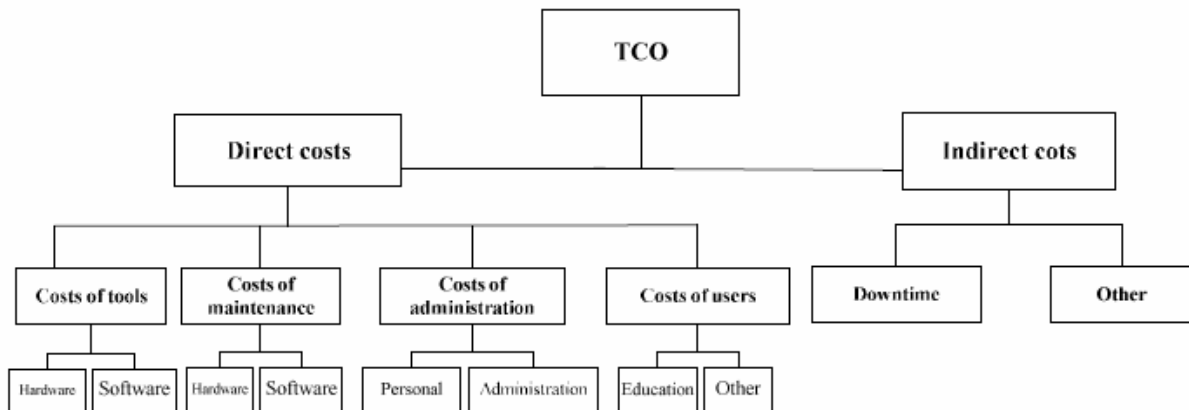 TCO
Direct costs
Indirect cots
Costs of tools
Costs of
maintenance
Costs of
administration
Costs of users
Downtime
Other
Hardware
Software
Hardware
Software
Personal
Administration
Education
Other